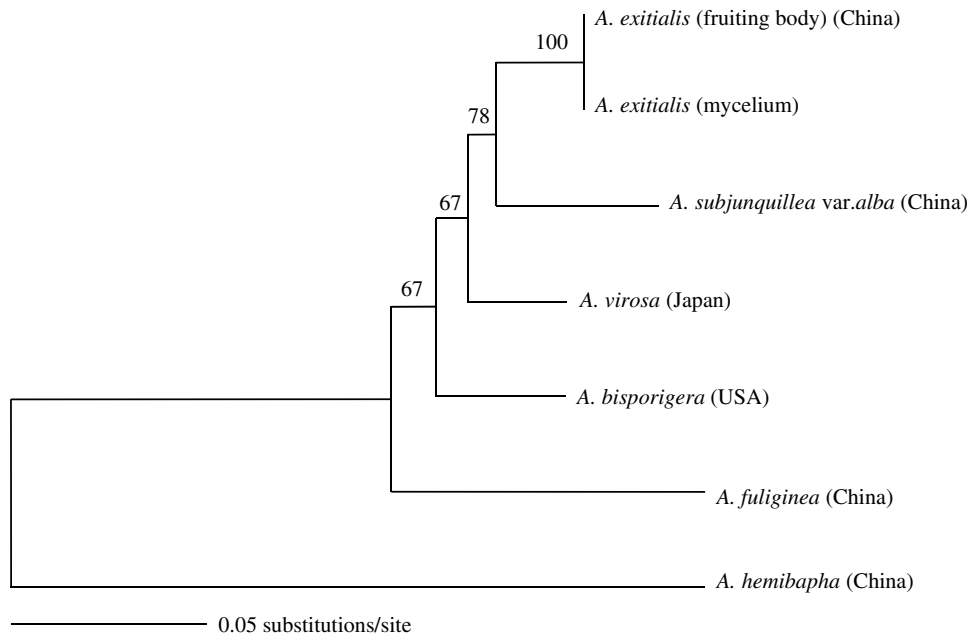 A. exitialis (fruiting body) (China)
100
A. exitialis (mycelium)
78
A. subjunquillea var.alba (China)
67
A. virosa (Japan)
67
A. bisporigera (USA)
A. fuliginea (China)
A. hemibapha (China)
0.05 substitutions/site